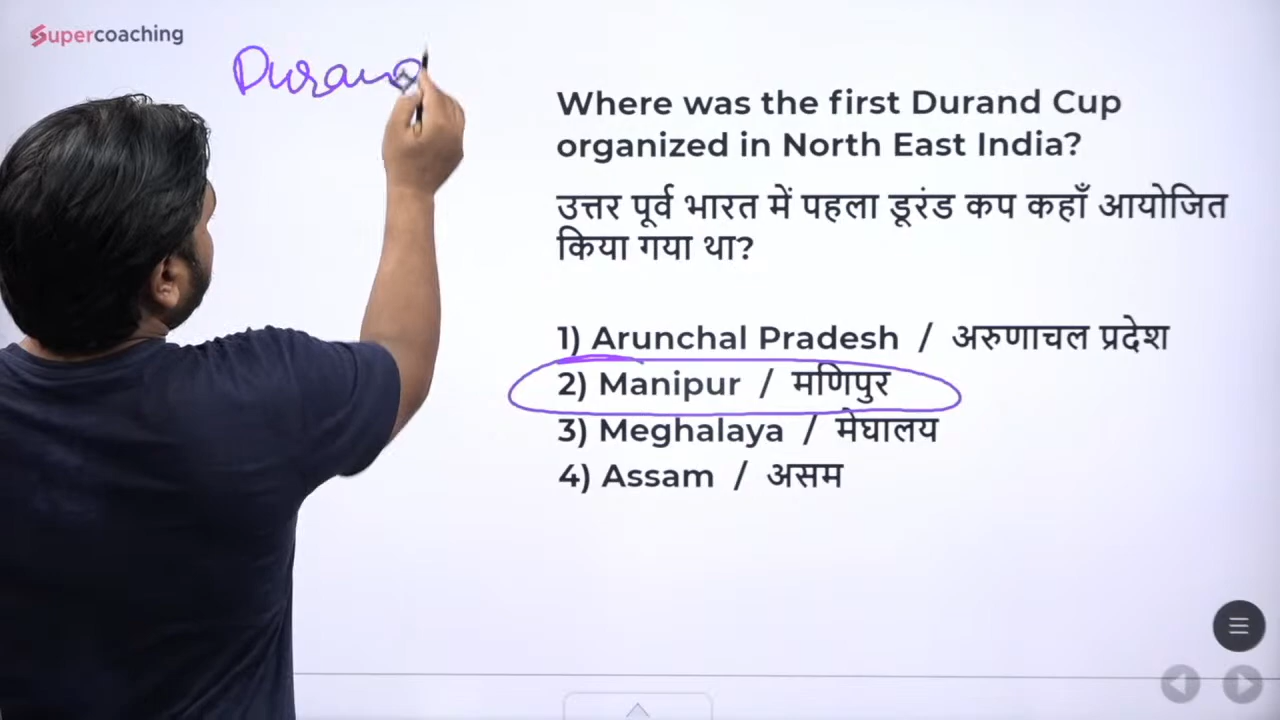 Supercoaching
Duran
Where was the first Durand Cup
organized in North East India?
उत्तर पूर्व भारत में पहला डूरंड कप कहाँ आयोजित
किया गया था?
1) Arunchal Pradesh / अरुणाचल प्रदेश
2) Manipur / मणिपुर
3) Meghalaya / मेघालय
4) Assam / असम